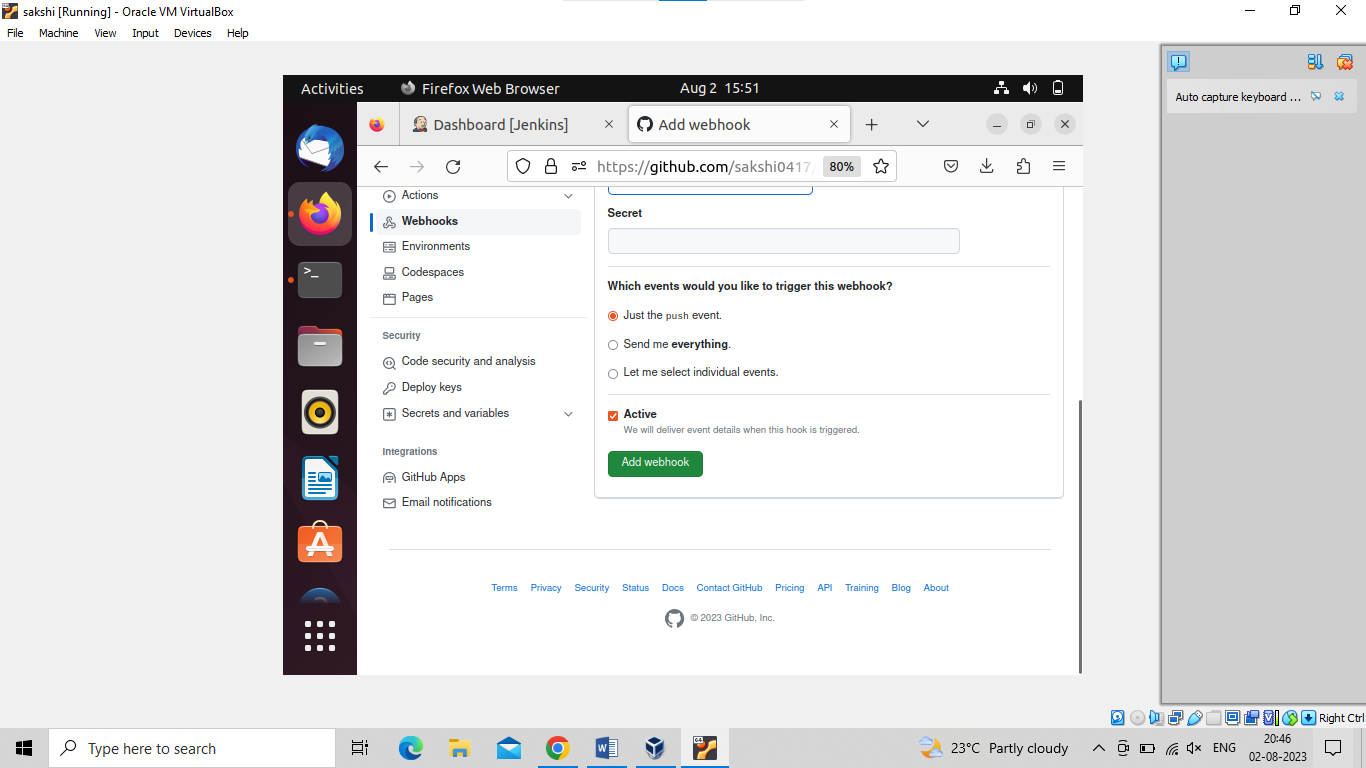 sakshi [Running] - Oracle VM VirtualBox
File Machine View Input Devices Help
Auto capture keyboard ...
Activities Firefox Web Browser Aug 2 15:51
Dashboard [Jenkins] Add webhook
https://github.com/sakshi0417/ 80%
Actions
Webhooks
Environments
Codespaces
Pages
Security
Code security and analysis
Deploy keys
Secrets and variables
Integrations
GitHub Apps
Email notifications
Secret
Which events would you like to trigger this webhook?
Just the push event.
Send me everything.
Let me select individual events.
Active
We will deliver event details when this hook is triggered.
Add webhook
Terms Privacy Security Status Docs Contact GitHub Pricing API Training Blog About
© 2023 GitHub, Inc.
Right Ctrl
Type here to search
23°C Partly cloudy
ENG
20:46
02-08-2023